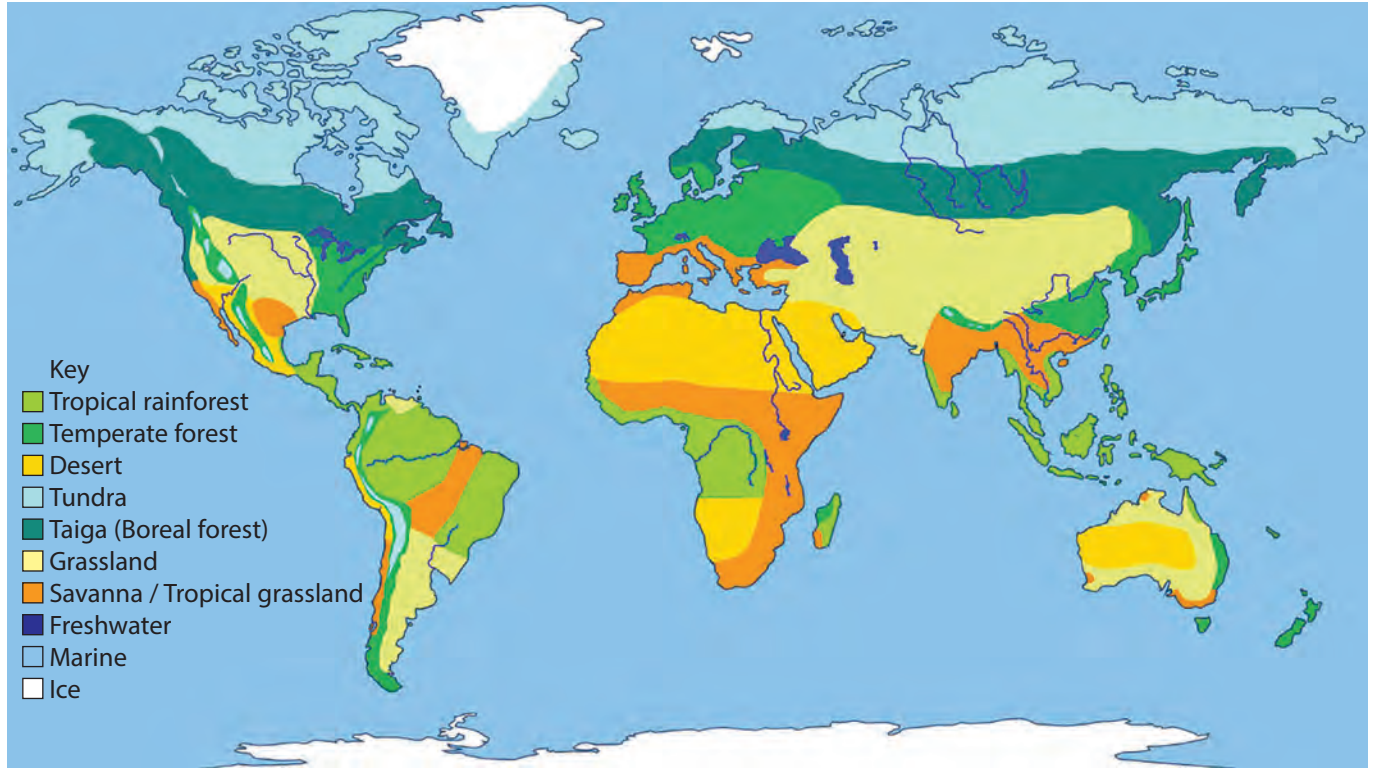 Key
Tropical rainforest
Temperate forest
Desert
Tundra
Taiga (Boreal forest)
Grassland
Savanna / Tropical grassland
Freshwater
Marine
Ice